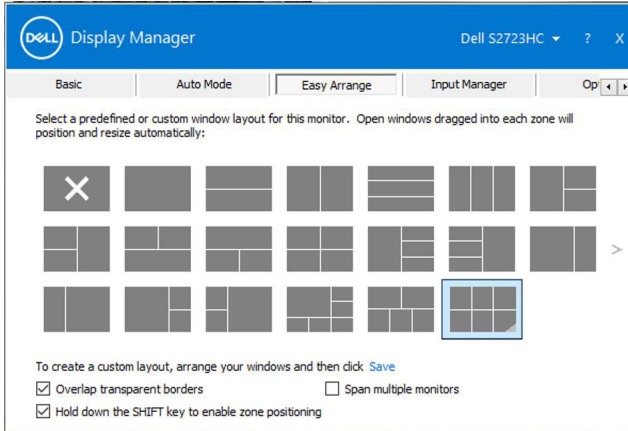 DELL Display Manager
Dell S2723HC ? X
Basic Auto Mode Easy Arrange Input Manager
Select a predefined or custom window layout for this monitor. Open windows dragged into each zone will
position and resize automatically:
To create a custom layout, arrange your windows and then click Save
Overlap transparent borders Span multiple monitors
Hold down the SHIFT key to enable zone positioning